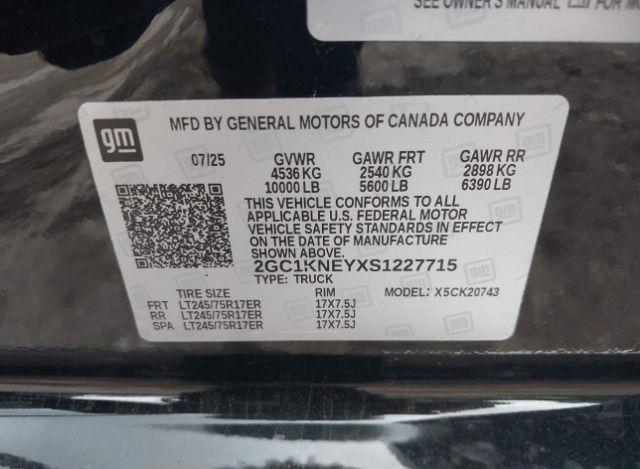 SEE OWNER'S MANUAL FOR MO
gm
MFD BY GENERAL MOTORS OF CANADA COMPANY
07/25 GVWR GAWR FRT GAWR RR
4536 KG 2540 KG 2898 KG
10000 LB 5600 LB 6390 LB
THIS VEHICLE CONFORMS TO ALL
APPLICABLE U.S. FEDERAL MOTOR
VEHICLE SAFETY STANDARDS IN EFFECT
ON THE DATE OF MANUFACTURE
SHOWN ABOVE.
2GC1KNEYXS1227715
TYPE: TRUCK
TIRE SIZE RIM MODEL: X5CK20743
FRT LT245/75R17ER 17X7.5J
RR LT245/75R17ER 17X7.5J
SPA LT245/75R17ER 17X7.5J